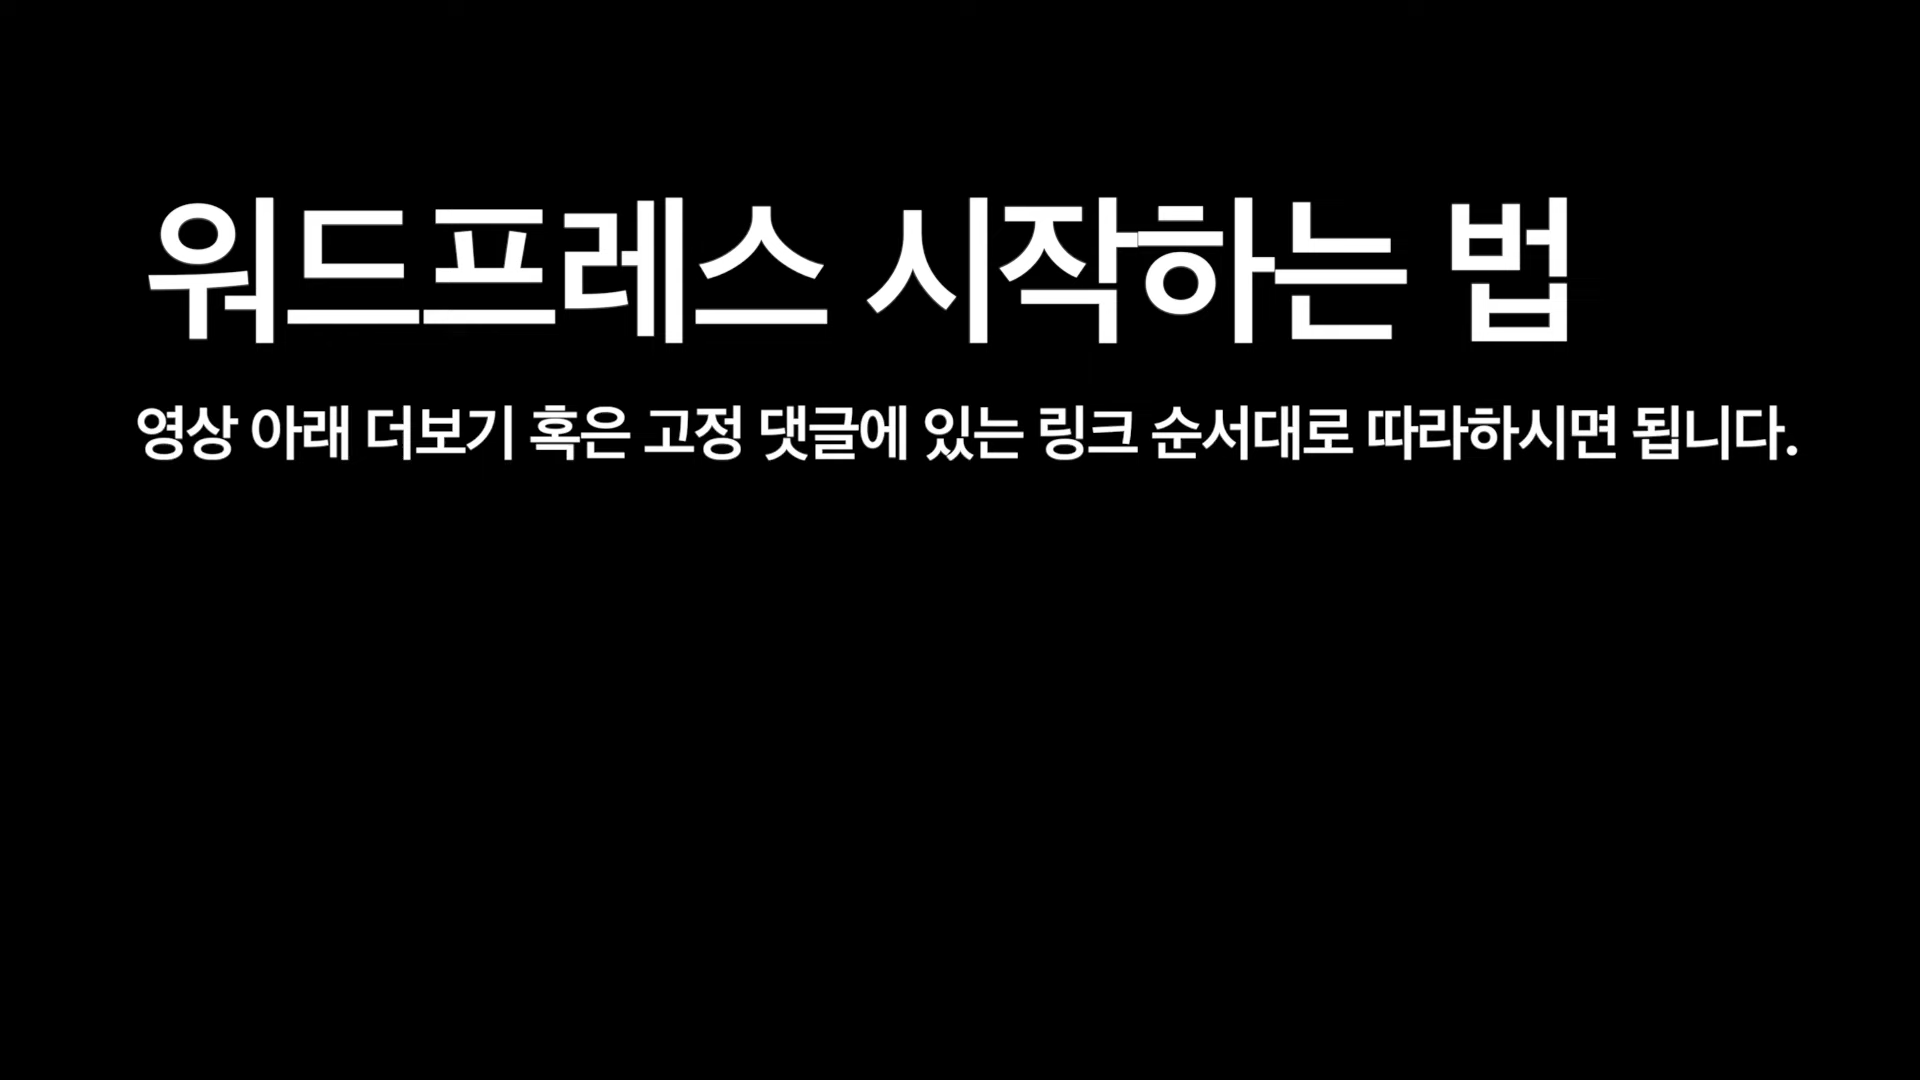 워드프레스 시작하는 법
영상 아래 더보기 혹은 고정 댓글에 있는 링크 순서대로 따라하시면 됩니다.